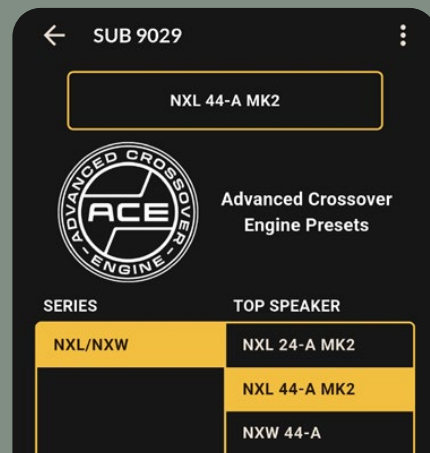 SUB 9029
NXL 44-A MK2
ADVANCED CROSSOVER
ACE
- ENGINE -
Advanced Crossover
Engine Presets
SERIES
TOP SPEAKER
NXL/NXW
NXL 24-A MK2
NXL 44-A MK2
NXW 44-A